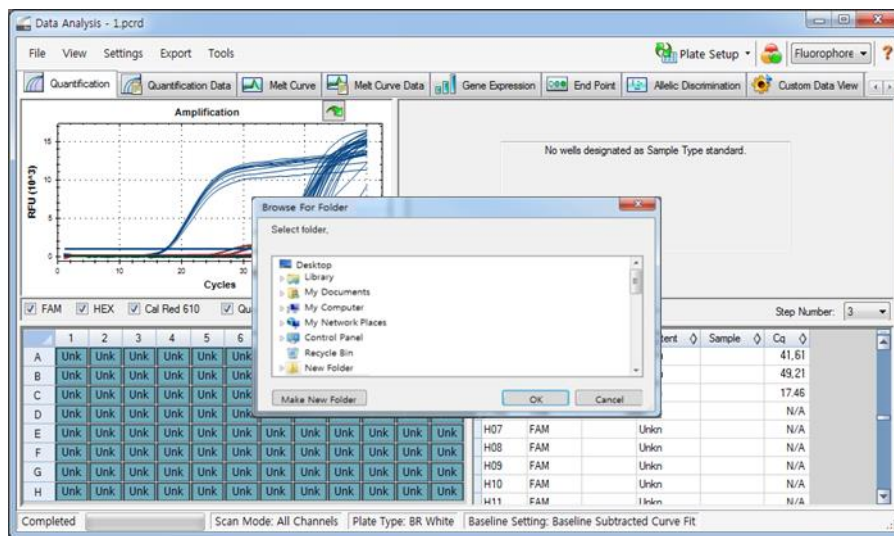 Data Analysis - 1.pcrd
File View Settings Export Tools
Plate Setup
Fluorophore
?
Quantification
Quantification Data
Melt Curve
Melt Curve Data
Gene Expression
End Point
Allelic Discrimination
Custom Data View
Amplification
RFU (10^3)
15
10
5
0
0 10 20 30
Cycles
No wells designated as Sample Type standard.
Browse For Folder
Select folder,
Desktop
Library
My Documents
My Computer
My Network Places
Control Panel
Recycle Bin
New Folder
Make New Folder OK Cancel
FAM HEX Cal Red 610 Qu
Step Number: 3
1 2 3 4 5 6
A Unk Unk Unk Unk Unk Unk
B Unk Unk Unk Unk Unk Unk
C Unk Unk Unk Unk Unk Unk
D Unk Unk Unk Unk Unk Unk
E Unk Unk Unk Unk Unk Unk Unk Unk Unk Unk Unk Unk
F Unk Unk Unk Unk Unk Unk Unk Unk Unk Unk Unk Unk
G Unk Unk Unk Unk Unk Unk Unk Unk Unk Unk Unk Unk
H Unk Unk Unk Unk Unk Unk Unk Unk Unk Unk Unk Unk
tent Sample Cq
41,61
49,21
17,46
N/A
H07 FAM Unkn N/A
H08 FAM Unkn N/A
H09 FAM Unkn N/A
H10 FAM Unkn N/A
H11 FAM Unkn N/A
Completed
Scan Mode: All Channels
Plate Type: BR White
Baseline Setting: Baseline Subtracted Curve Fit